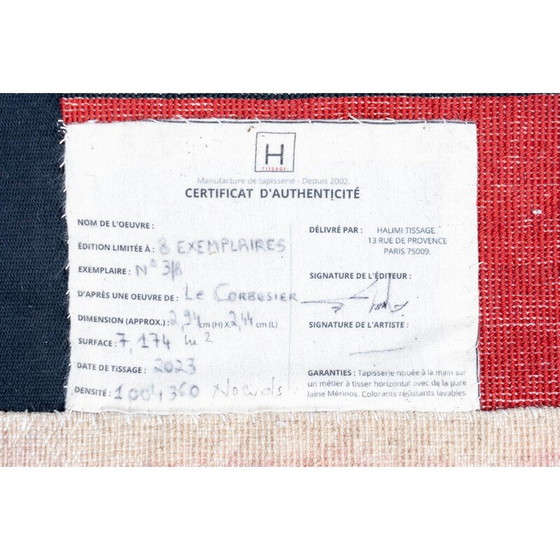 H
TISSAGE
Manufacture de tapisserie - Depuis 2002
CERTIFICAT D'AUTHENTICITÉ
NOM DE L'OEUVRE :
ÉDITION LIMITÉE À : 8 EXEMPLAIRES
EXEMPLAIRE : N° 3/8
D'APRÈS UNE OEUVRE DE : LE CORBUSIER
DIMENSION (APPROX.) : 2,94 cm (H) X 2,44 cm (L)
SURFACE : 7,174 m²
DATE DE TISSAGE : 2023
DENSITÉ : 1004360 Nowds
DÉLIVRÉ PAR : HALIMI TISSAGE
13 RUE DE PROVENCE
PARIS 75009.
SIGNATURE DE L'ÉDITEUR :
SIGNATURE DE L'ARTISTE :
GARANTIES : Tapisserie nouée à la main sur
un métier à tisser horizontal avec de la pure
laine Mérinos. Colorants résistants lavables.